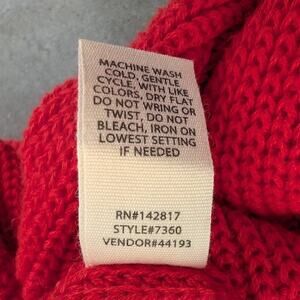 MACHINE WASH
COLD, GENTLE
CYCLE, WITH LIKE
COLORS, DRY FLAT
DO NOT WRING OR
TWIST, DO NOT
BLEACH, IRON ON
LOWEST SETTING
IF NEEDED
RN#142817
STYLE#7360
VENDOR#44193